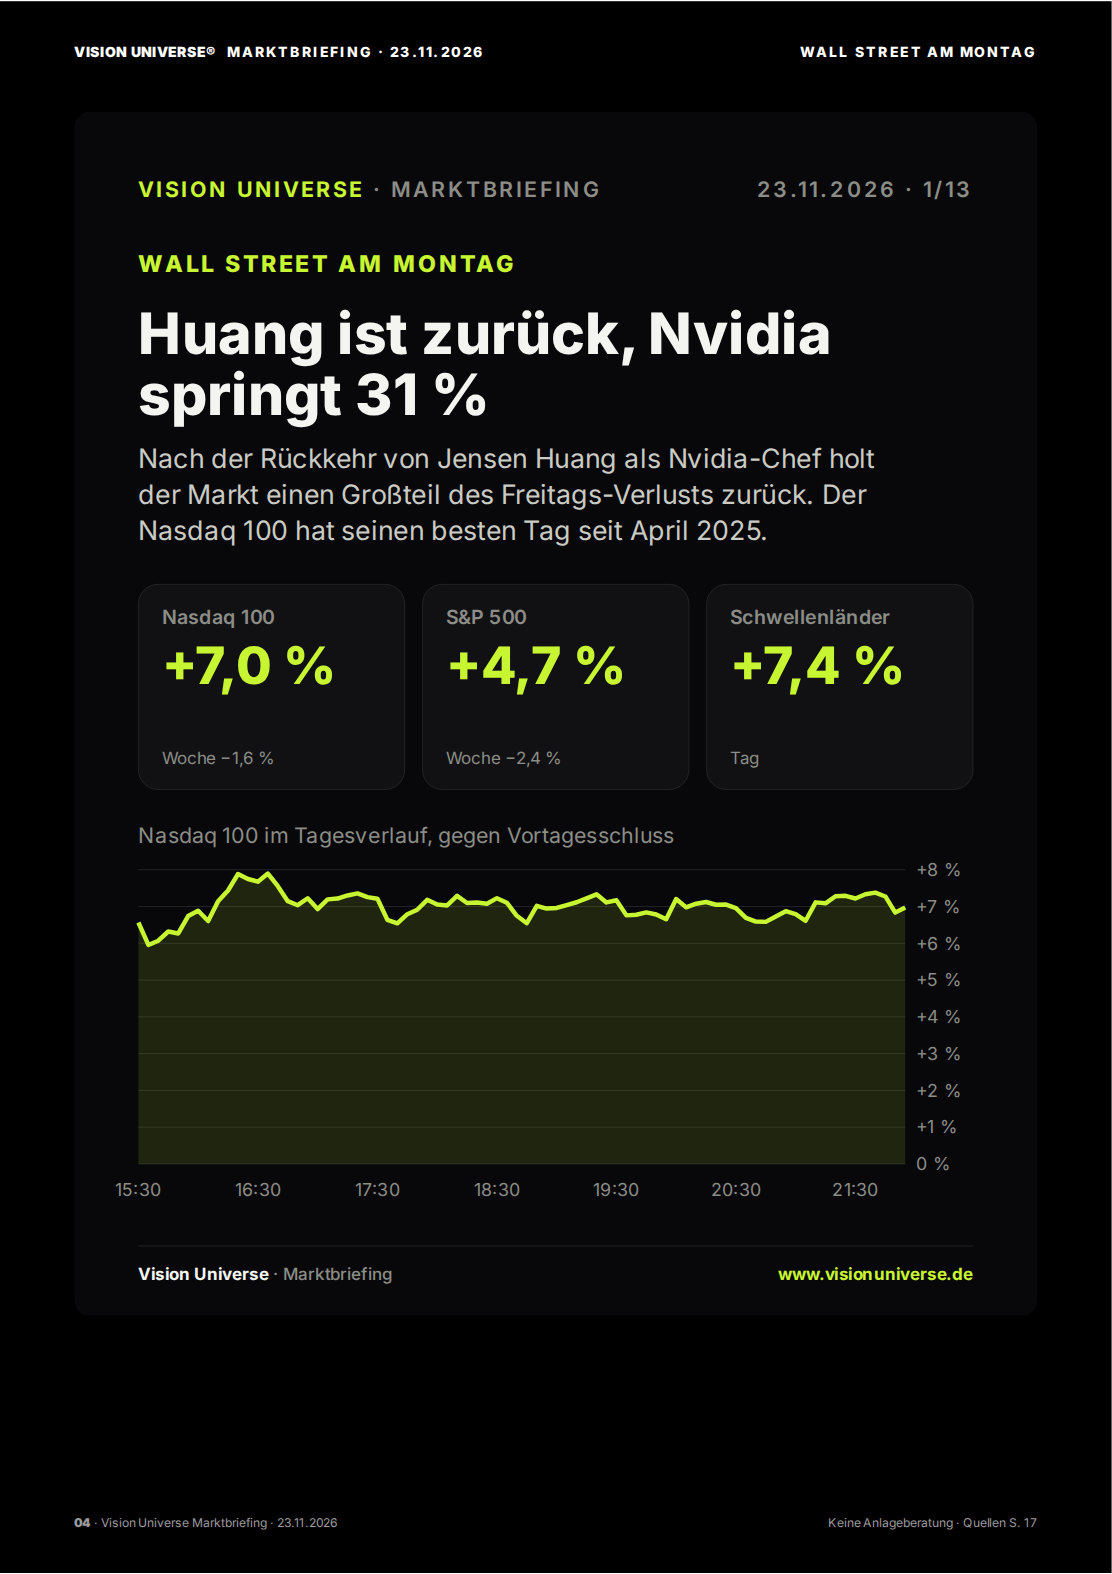 VISION UNIVERSE® MARKTBRIEFING · 23.11.2026
WALL STREET AM MONTAG
VISION UNIVERSE · MARKTBRIEFING
23.11.2026 · 1/13
WALL STREET AM MONTAG
Huang ist zurück, Nvidia
springt 31 %
Nach der Rückkehr von Jensen Huang als Nvidia-Chef holt
der Markt einen Großteil des Freitags-Verlusts zurück. Der
Nasdaq 100 hat seinen besten Tag seit April 2025.
Nasdaq 100
+7,0 %
Woche −1,6 %
S&P 500
+4,7 %
Woche −2,4 %
Schwellenländer
+7,4 %
Tag
Nasdaq 100 im Tagesverlauf, gegen Vortagesschluss
+8 %
+7 %
+6 %
+5 %
+4 %
+3 %
+2 %
+1 %
0 %
15:30 16:30 17:30 18:30 19:30 20:30 21:30
Vision Universe · Marktbriefing
www.visionuniverse.de
04 · Vision Universe Marktbriefing · 23.11.2026
Keine Anlageberatung · Quellen S. 17